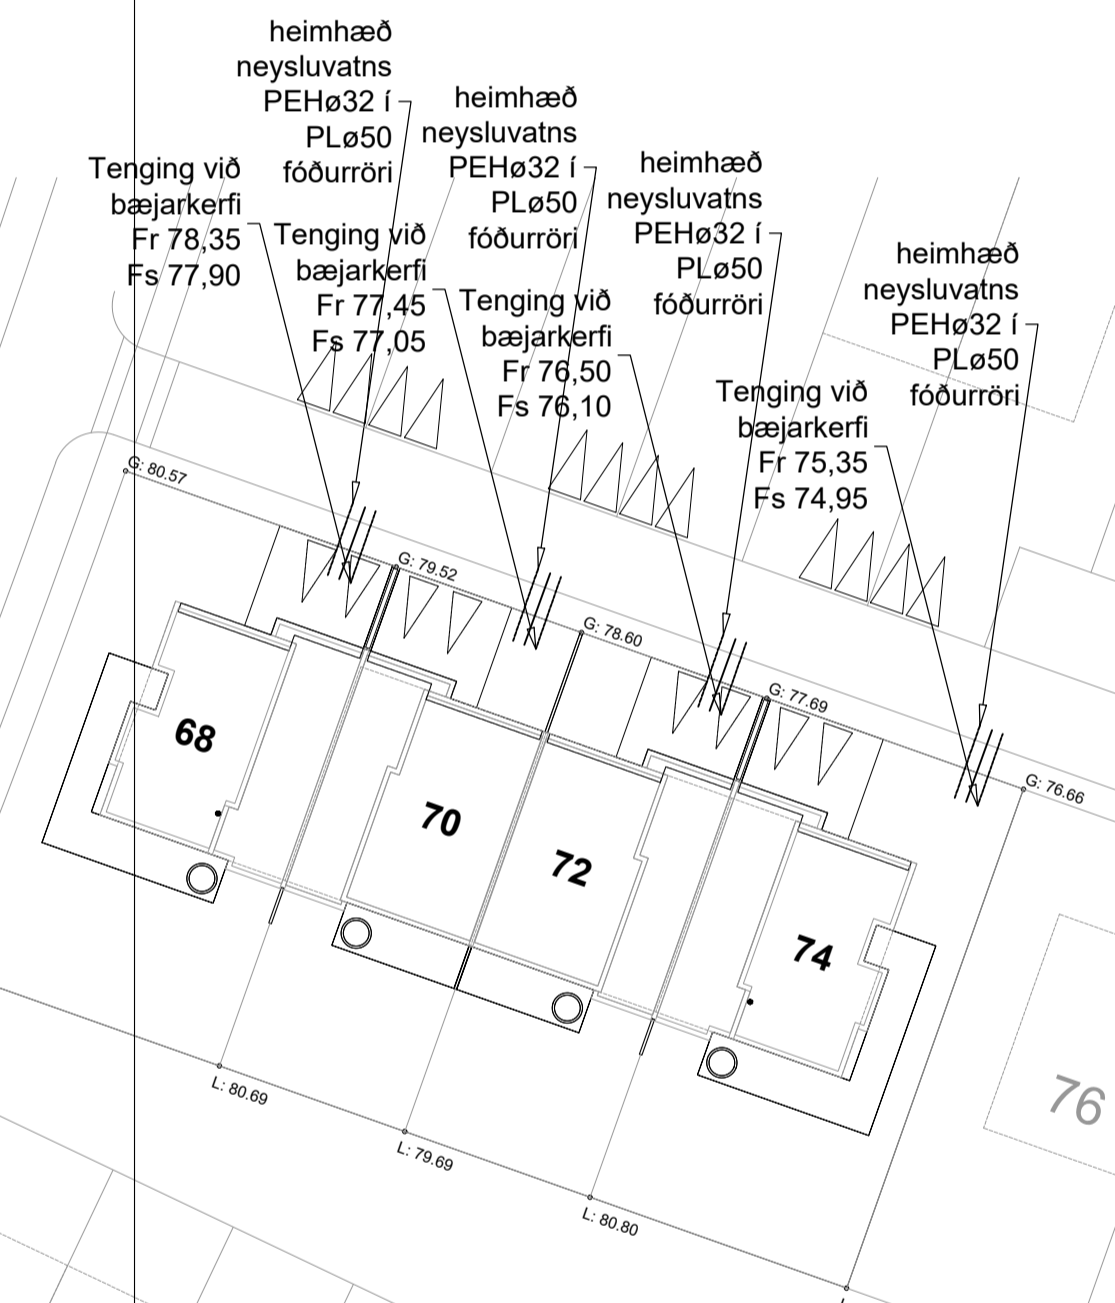 heimhæð
neysluvatns
PEHø32 í
PLø50
fóðurröri
heimhæð
neysluvatns
PEHø32 í
PLø50
fóðurröri
heimhæð
neysluvatns
PEHø32 í
PLø50
fóðurröri
heimhæð
neysluvatns
PEHø32 í
PLø50
fóðurröri
Tenging við
bæjarkerfi
Fr 78,35
Fs 77,90
Tenging við
bæjarkerfi
Fr 77,45
Fs 77,05
Tenging við
bæjarkerfi
Fr 76,50
Fs 76,10
Tenging við
bæjarkerfi
Fr 75,35
Fs 74,95
G: 80.57
G: 79.52
G: 78.60
G: 77.69
G: 76.66
68
70
72
74
76
L: 80.69
L: 79.69
L: 80.80